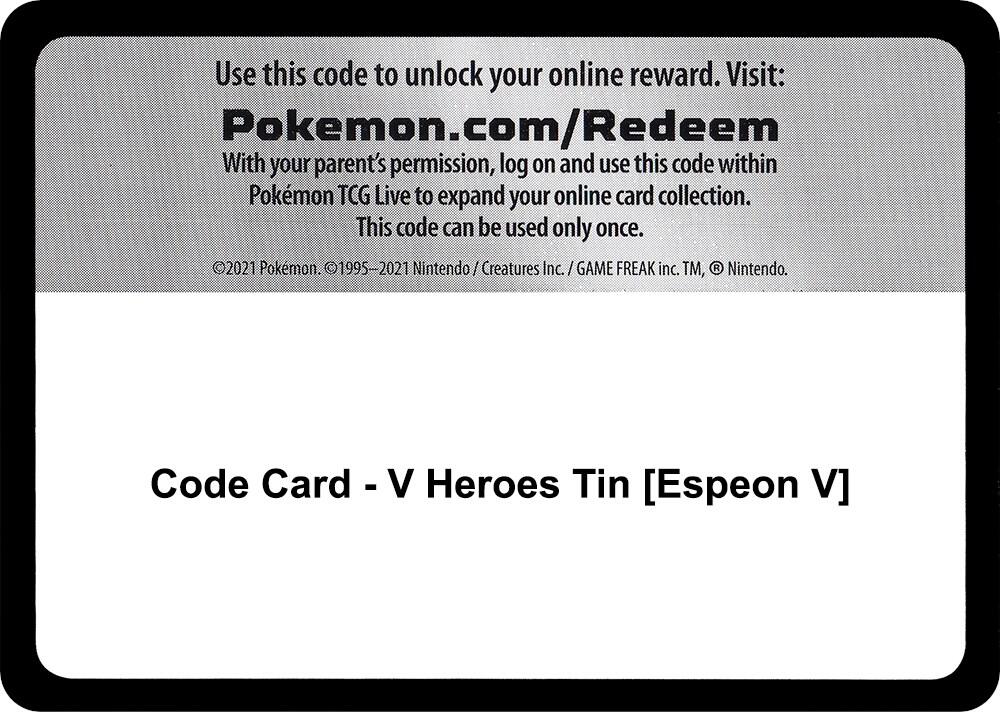 Use this code to unlock your online reward. Visit:
Pokemon.com/Redeem
With your parent's permission, log on and use this code within
Pokémon TCG Live to expand your online card collection.
This code can be used only once.
©2021 Pokémon. ©1995–2021 Nintendo / Creatures Inc. / GAME FREAK inc. TM, ® Nintendo.
Code Card - V Heroes Tin [Espeon V]